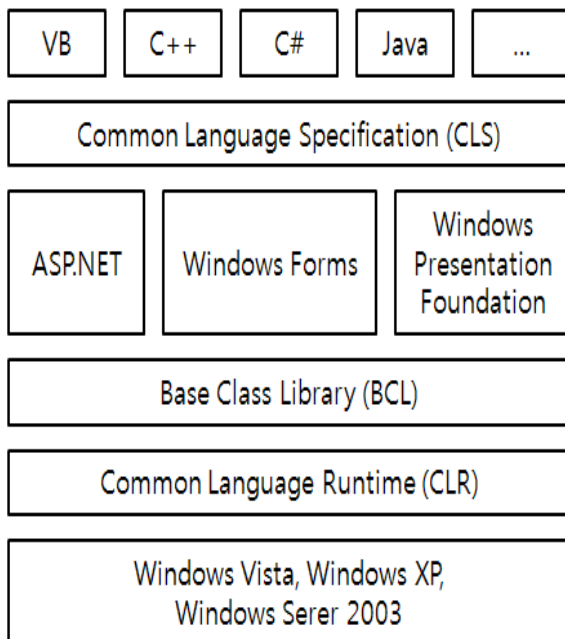 VB C++ C# Java ...
Common Language Specification (CLS)
ASP.NET
Windows Forms
Windows
Presentation
Foundation
Base Class Library (BCL)
Common Language Runtime (CLR)
Windows Vista, Windows XP,
Windows Serer 2003